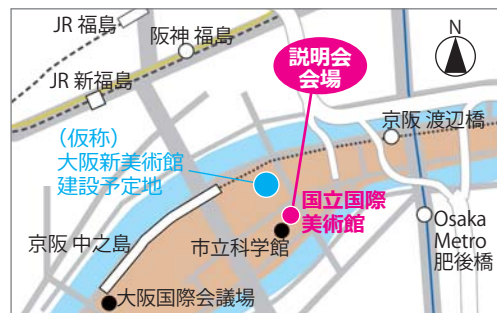 JR 福島
阪神 福島
JR 新福島
説明会
会場
N
京阪 渡辺橋
（仮称）
大阪新美術館
建設予定地
国立国際
美術館
京阪 中之島
市立科学館
Osaka
Metro
肥後橋
大阪国際会議場